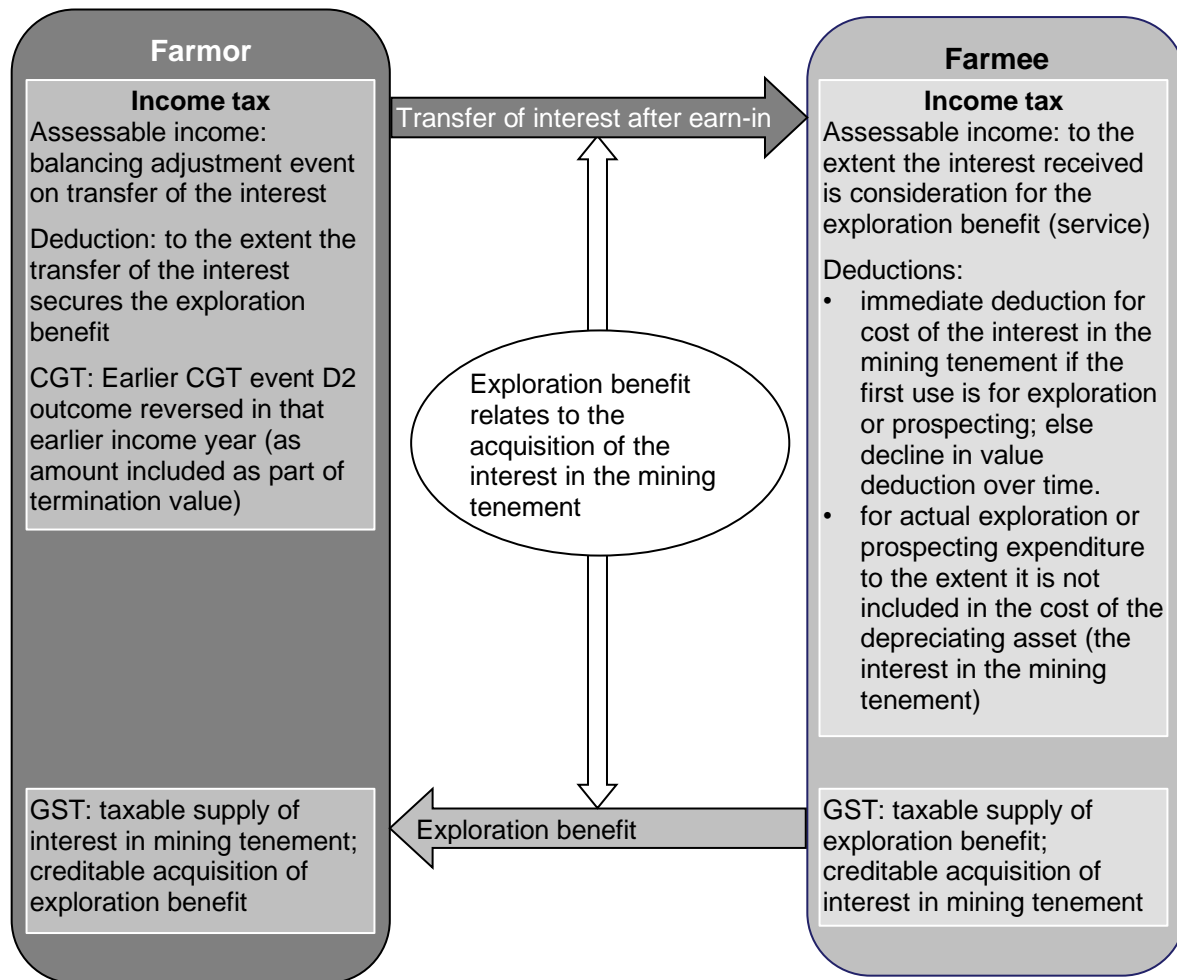 Farmor
Income tax
Assessable income:
balancing adjustment event
on transfer of the interest
Deduction: to the extent the
transfer of the interest
secures the exploration
benefit
CGT: Earlier CGT event D2
outcome reversed in that
earlier income year (as
amount included as part of
termination value)
GST: taxable supply of
interest in mining tenement;
creditable acquisition of
exploration benefit
Transfer of interest after earn-in
Exploration benefit
relates to the
acquisition of the
interest in the mining
tenement
Exploration benefit
Farmee
Income tax
Assessable income: to the
extent the interest received
is consideration for the
exploration benefit (service)
Deductions:
• immediate deduction for
cost of the interest in the
mining tenement if the
first use is for exploration
or prospecting; else
decline in value
deduction over time.
• for actual exploration or
prospecting expenditure
to the extent it is not
included in the cost of the
depreciating asset (the
interest in the mining
tenement)
GST: taxable supply of
exploration benefit;
creditable acquisition of
interest in mining tenement